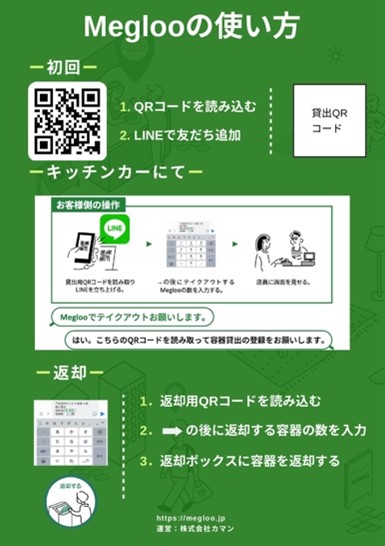 Meglooの使い方
ー初回ー
1. QRコードを読み込む
2. LINEで友だち追加
貸出QR
コード
ーキッチンカーにてー
お客様側の操作
LINE
貸出用QRコードを読み取り
LINEを立ち上げる。
→の後にテイクアウトする
Meglooの数を入力する。
店員に画面を見せる。
Meglooでテイクアウトお願いします。
はい。こちらのQRコードを読み取って容器貸出の登録をお願いします。
ー返却ー
1. 返却用QRコードを読み込む
2. ➡の後に返却する容器の数を入力
3. 返却ボックスに容器を返却する
返却する
https://megloo.jp
運営：株式会社カマン